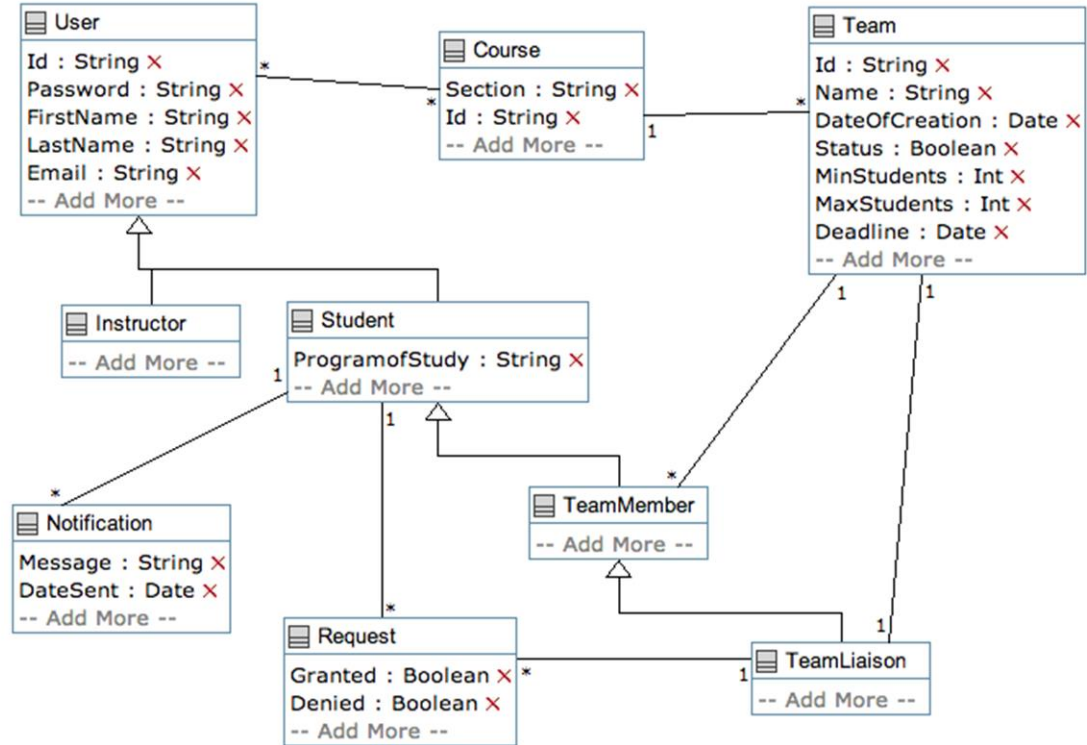 User
Id : String ×
Password : String ×
FirstName : String ×
LastName : String ×
Email : String ×
-- Add More --
*
*
Course
Section : String ×
Id : String ×
-- Add More --
1
*
Team
Id : String ×
Name : String ×
DateOfCreation : Date ×
Status : Boolean ×
MinStudents : Int ×
MaxStudents : Int ×
Deadline : Date ×
-- Add More --
1
1
Instructor
-- Add More --
Student
ProgramofStudy : String ×
-- Add More --
1
1
*
Notification
Message : String ×
DateSent : Date ×
-- Add More --
*
TeamMember
-- Add More --
*
Request
Granted : Boolean ×
Denied : Boolean ×
-- Add More --
*
1
1
TeamLiaison
-- Add More --